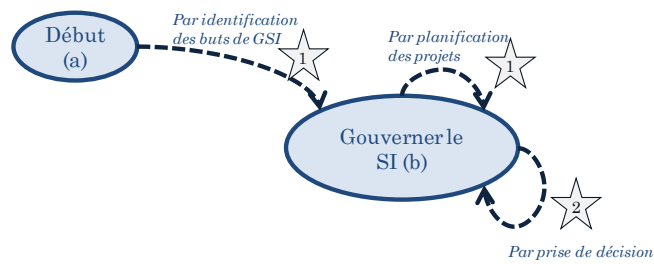 Par identification
des buts de GSI
Début
(a)
1
Par planification
des projets
1
Gouverner le
SI (b)
2
Par prise de décision